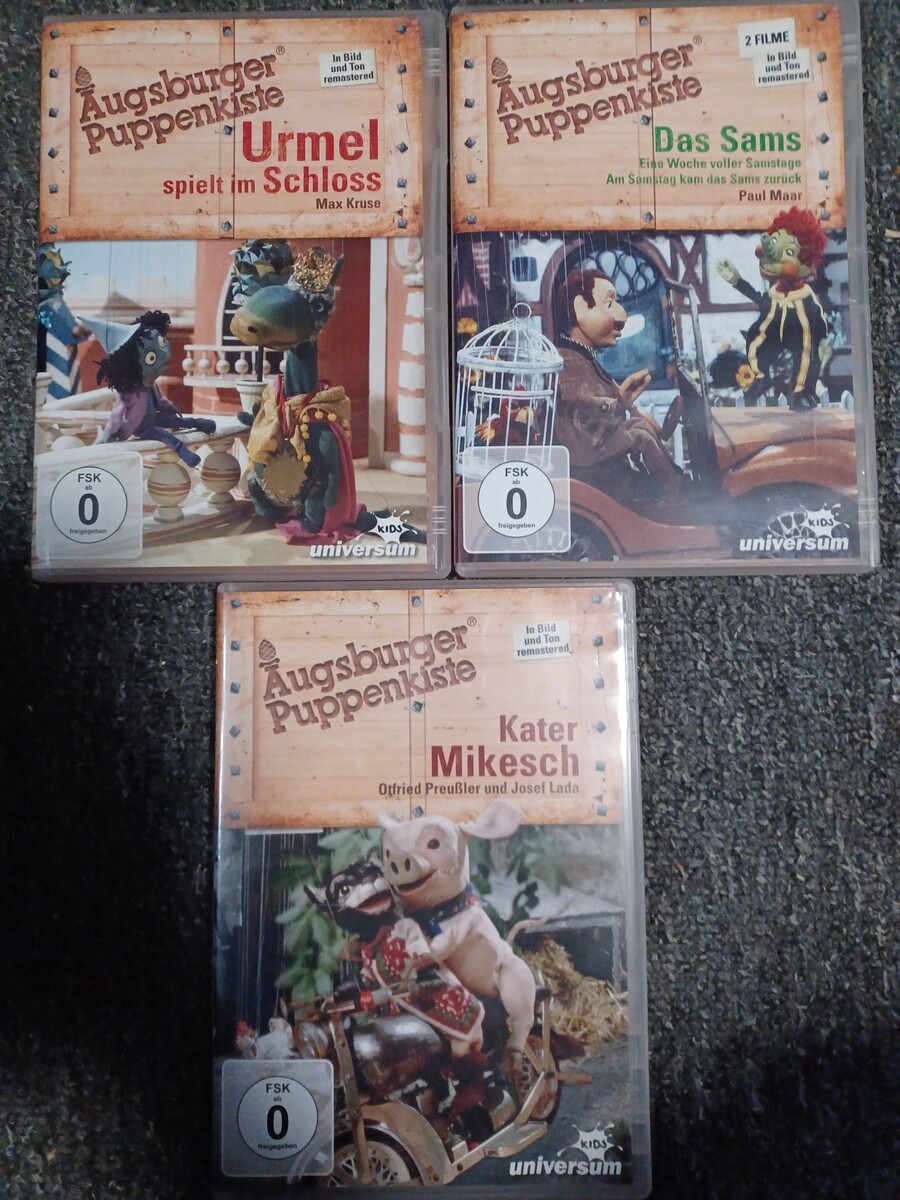 Augsburger®
Puppenkiste
In Bild
und Ton
remastered
Urmel
spielt im Schloss
Max Kruse
FSK
ab
0
freigegeben
KIDS
universum
2 FILME
Augsburger®
Puppenkiste
In Bild
und Ton
remastered
Das Sams
Eine Woche voller Samstage
Am Samstag kam das Sams zurück
Paul Maar
FSK
ab
0
freigegeben
KIDS
universum
Augsburger®
Puppenkiste
In Bild
und Ton
remastered
Kater
Mikesch
Otfried Preußler und Josef Lada
FSK
ab
0
freigegeben
KIDS
universum